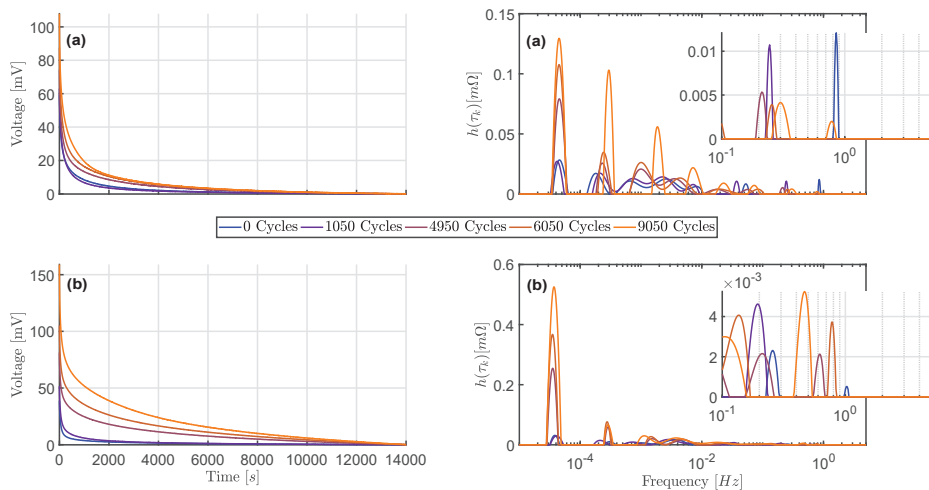 (a)
Voltage [mV]
100
80
60
40
20
0
(a)
h(τ_k)[mΩ]
0.15
0.1
0.05
0
0.01
0.005
0
10^-1
10^0
0 Cycles 1050 Cycles 4950 Cycles 6050 Cycles 9050 Cycles
(b)
Voltage [mV]
150
100
50
0
0 2000 4000 6000 8000 10000 12000 14000
Time [s]
(b)
h(τ_k)[mΩ]
0.6
0.4
0.2
0
×10^-3
4
2
0
10^-1
10^0
10^-4 10^-2 10^0
Frequency [Hz]